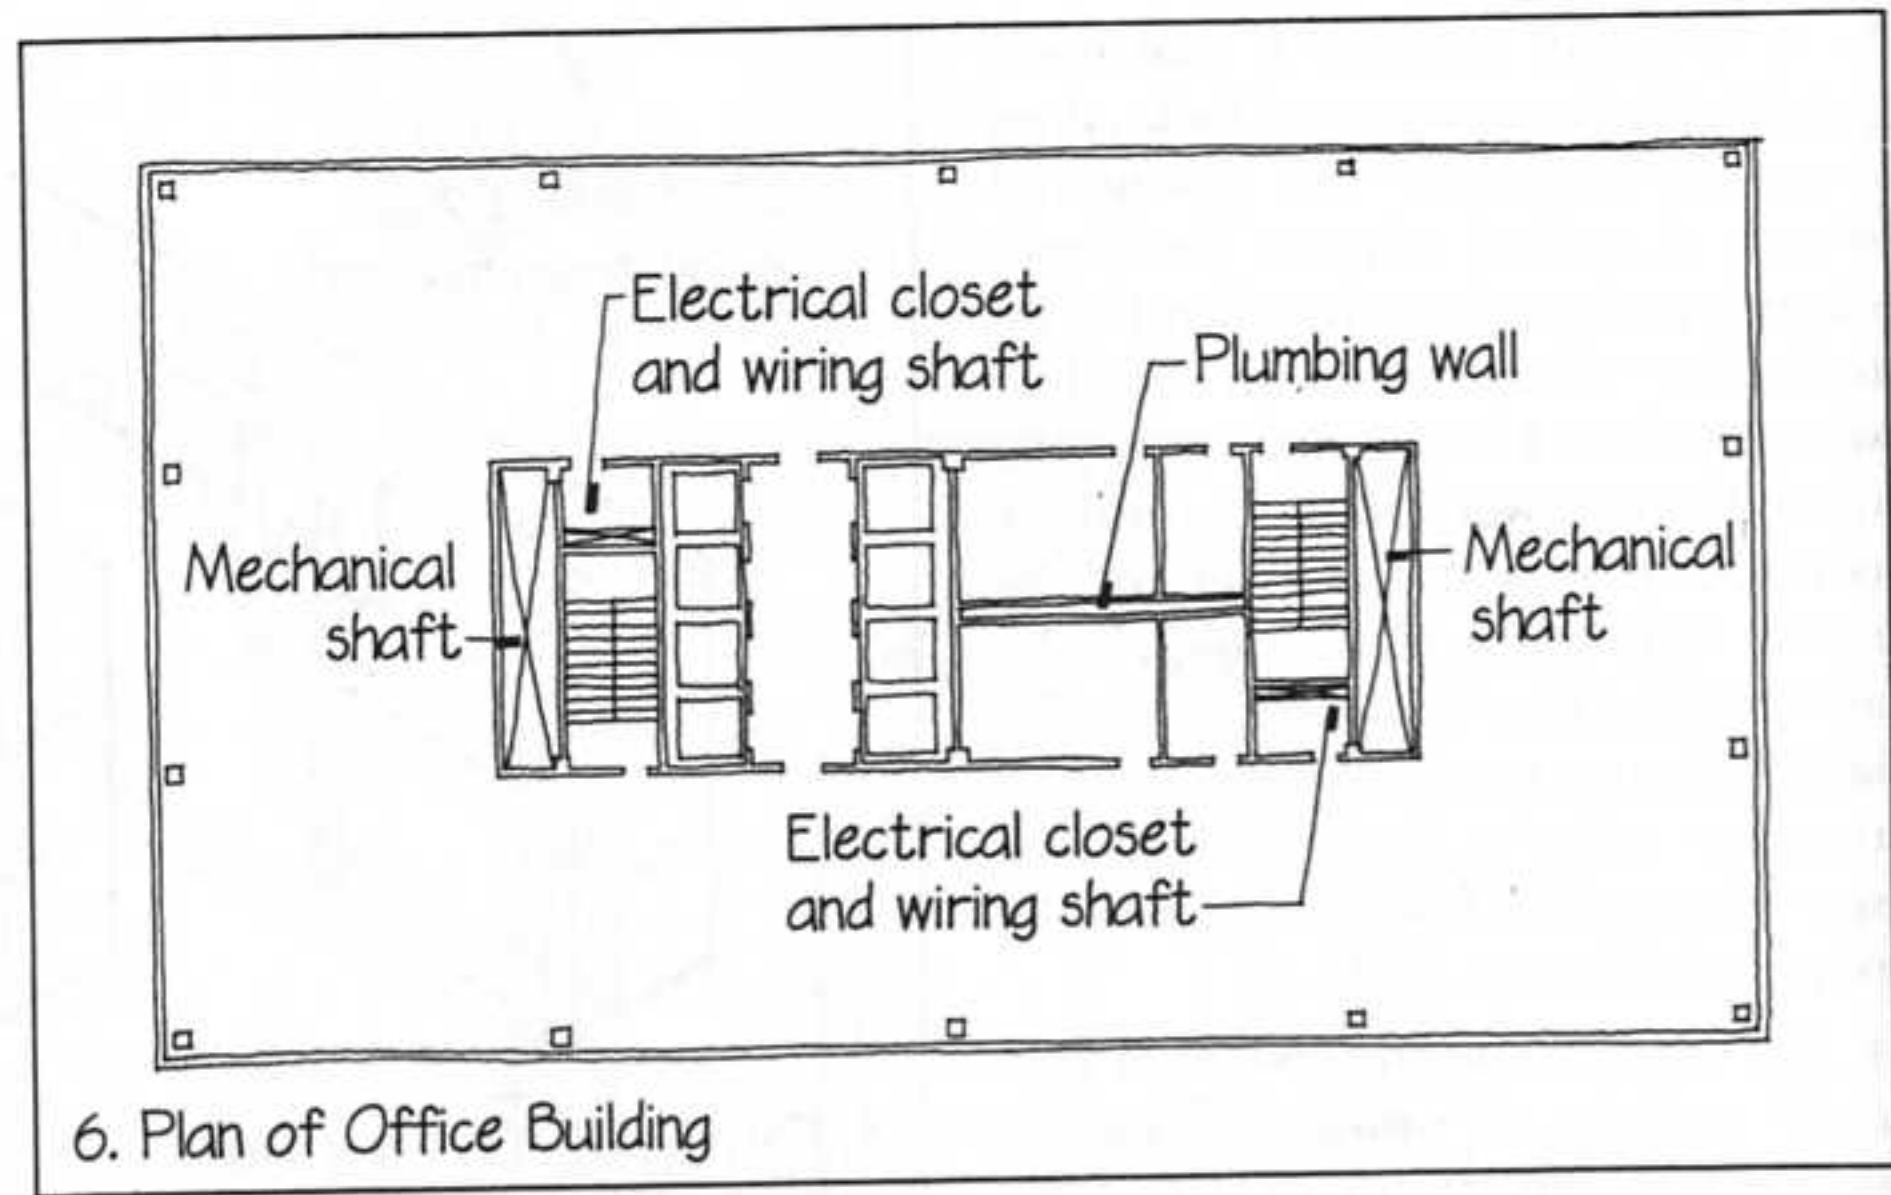 Electrical closet
and wiring shaft
Plumbing wall
Mechanical
shaft
Mechanical
shaft
Electrical closet
and wiring shaft
6. Plan of Office Building